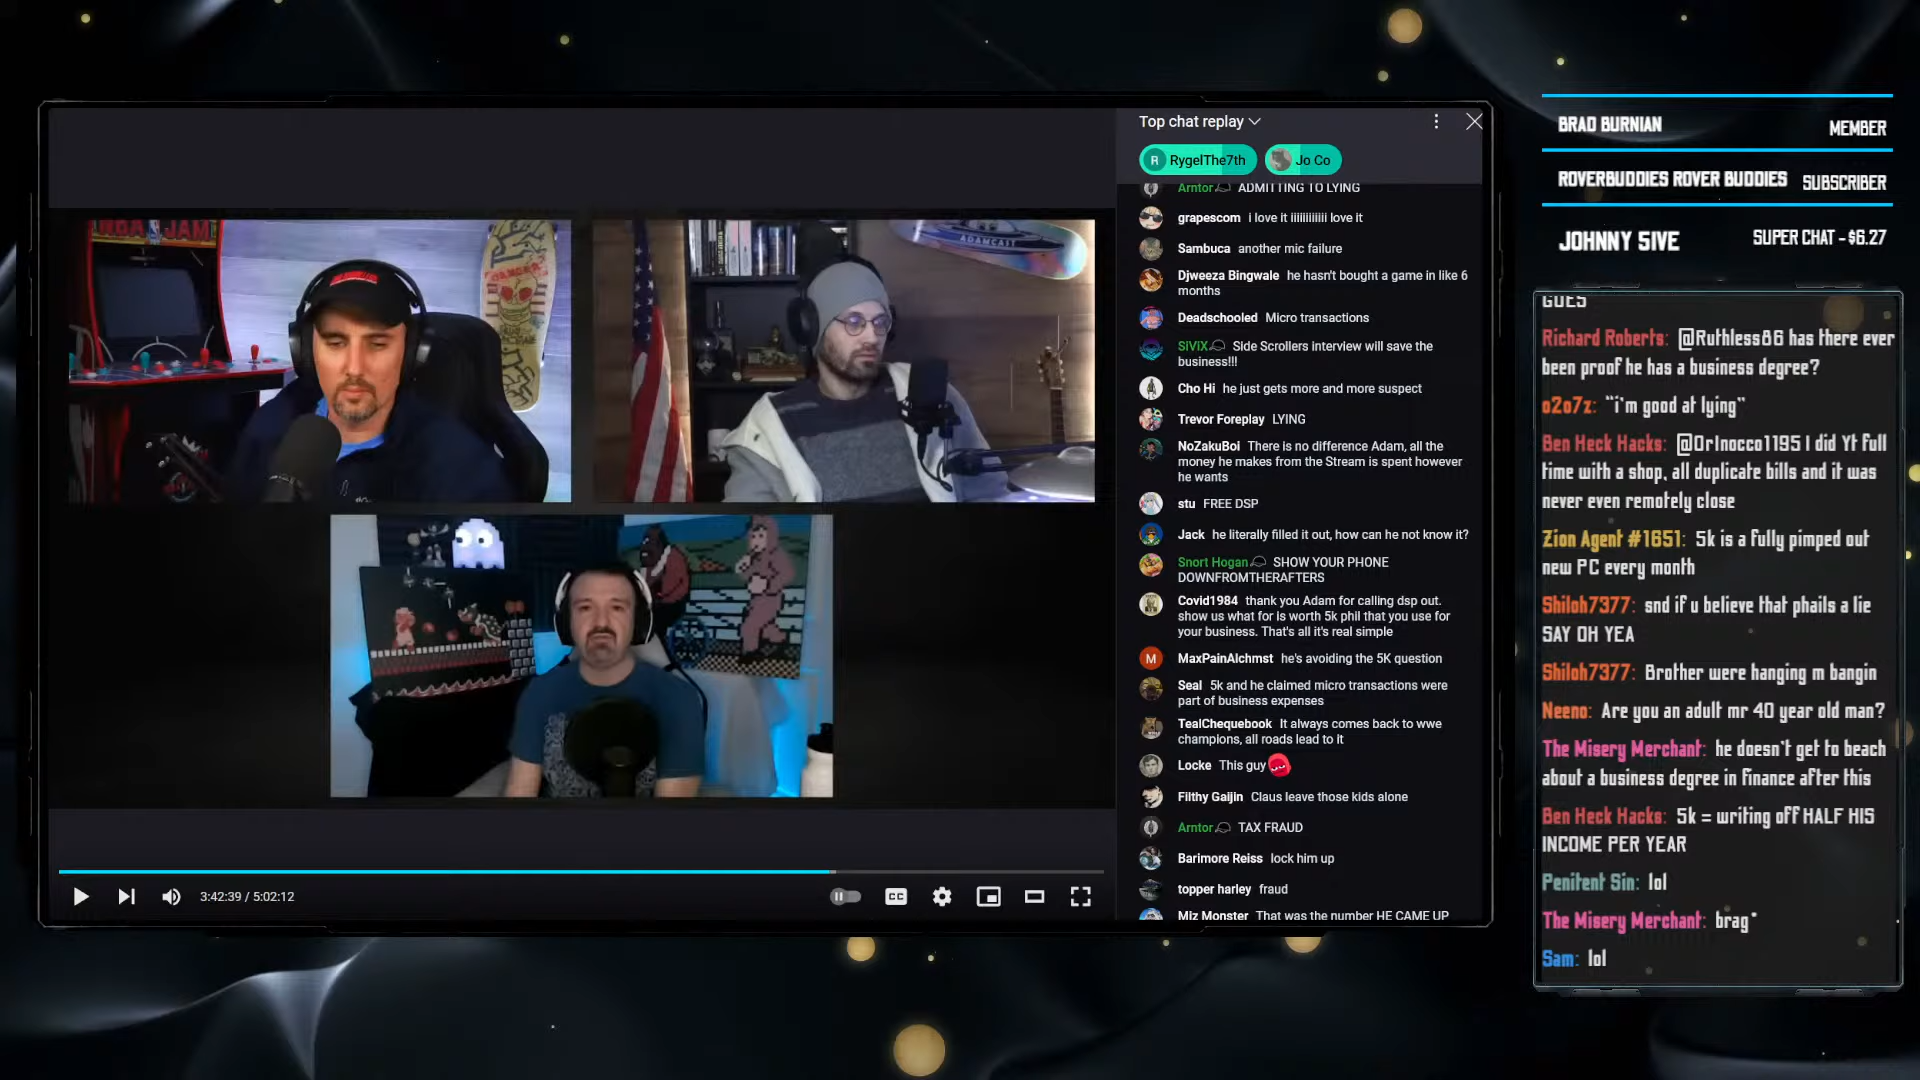 NBA JAM
ADAMCAST
3:42:39 / 5:02:12
CC
Top chat replay
R RygelThe7th
Jo Co
Arntor ADMITTING TO LYING
grapescom i love it iiiiiiiiiiii love it
Sambuca another mic failure
Djweeza Bingwale he hasn't bought a game in like 6
months
Deadschooled Micro transactions
SiViX Side Scrollers interview will save the
business!!!
Cho Hi he just gets more and more suspect
Trevor Foreplay LYING
NoZakuBoi There is no difference Adam, all the
money he makes from the Stream is spent however
he wants
stu FREE DSP
Jack he literally filled it out, how can he not know it?
Snort Hogan SHOW YOUR PHONE
DOWNFROMTHERAFTERS
Covid1984 thank you Adam for calling dsp out.
show us what for is worth 5k phil that you use for
your business. That's all it's real simple
M MaxPainAlchmst he's avoiding the 5K question
Seal 5k and he claimed micro transactions were
part of business expenses
TealChequebook It always comes back to wwe
champions, all roads lead to it
Locke This guy
Filthy Gaijin Claus leave those kids alone
Arntor TAX FRAUD
Barimore Reiss lock him up
topper harley fraud
Miz Monster That was the number HE CAME UP
BRAD BURNIAN MEMBER
ROVERBUDDIES ROVER BUDDIES SUBSCRIBER
JOHNNY 5IVE SUPER CHAT - $6.27
GOES
Richard Roberts: @Ruthless86 has there ever
been proof he has a business degree?
o2o7z: "i'm good at lying"
Ben Heck Hacks: @OrInocco1195 I did Yt full
time with a shop, all duplicate bills and it was
never even remotely close
Zion Agent #1651: 5k is a fully pimped out
new PC every month
Shiloh7377: snd if u believe that phails a lie
SAY OH YEA
Shiloh7377: Brother were hanging m bangin
Neeno: Are you an adult mr 40 year old man?
The Misery Merchant: he doesn't get to beach
about a business degree in finance after this
Ben Heck Hacks: 5k = writing off HALF HIS
INCOME PER YEAR
Penitent Sin: lol
The Misery Merchant: brag*
Sam: lol